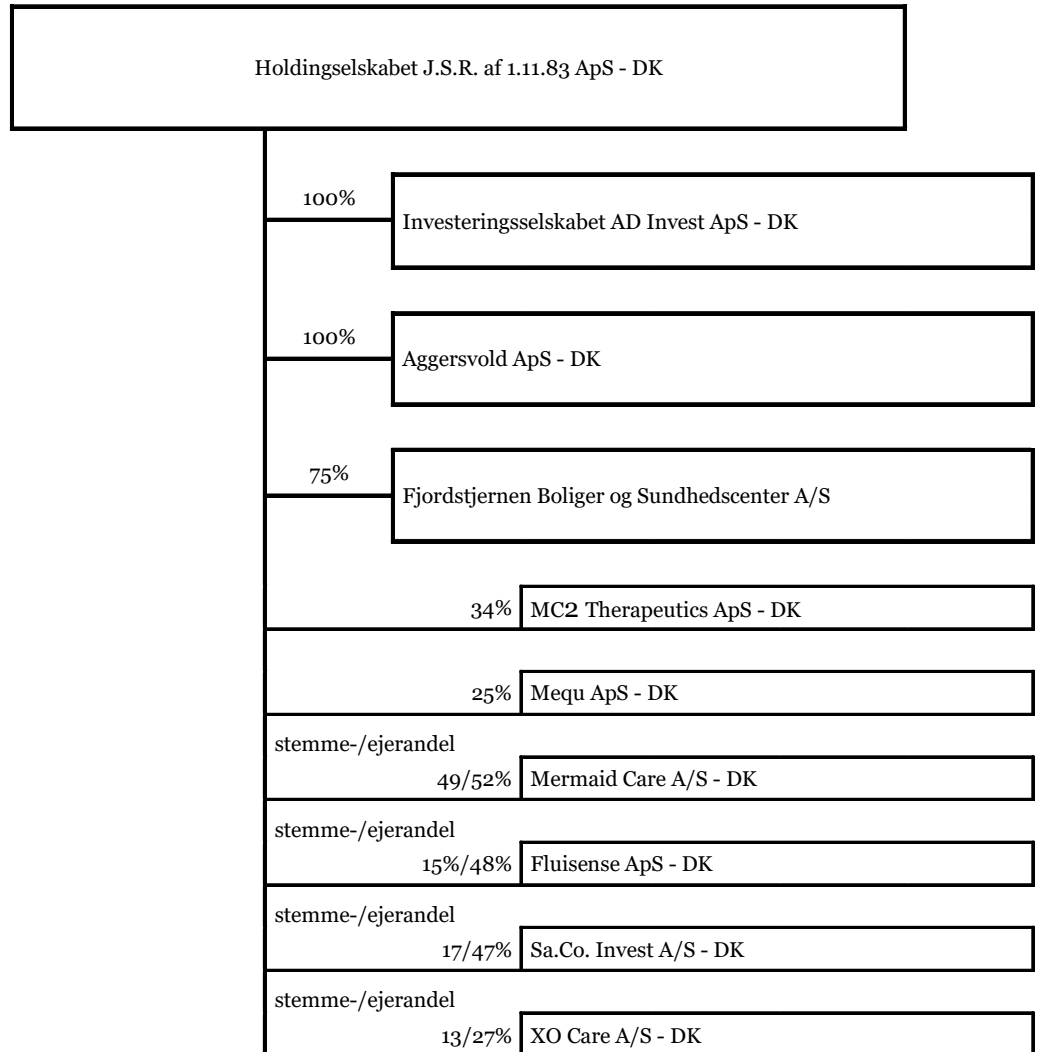 Holdingselskabet J.S.R. af 1.11.83 ApS - DK
100%
Investeringsselskabet AD Invest ApS - DK
100%
Aggersvold ApS - DK
75%
Fjordstjernen Boliger og Sundhedscenter A/S
34% MC2 Therapeutics ApS - DK
25% Mequ ApS - DK
stemme-/ejerandel
49/52% Mermaid Care A/S - DK
stemme-/ejerandel
15%/48% Fluisense ApS - DK
stemme-/ejerandel
17/47% Sa.Co. Invest A/S - DK
stemme-/ejerandel
13/27% XO Care A/S - DK